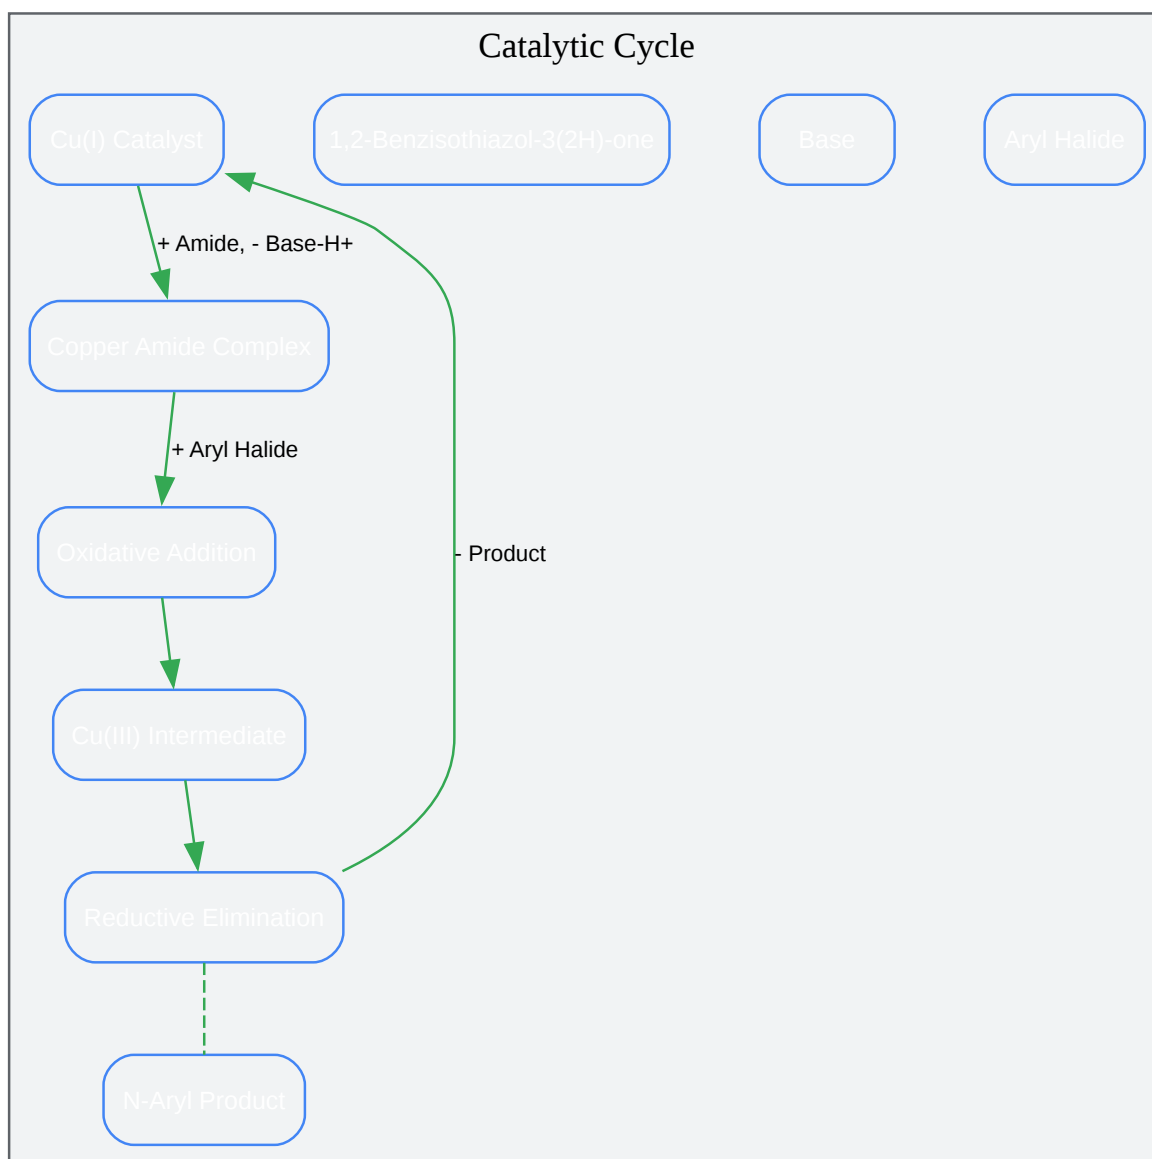 Catalytic Cycle
Cu(I) Catalyst
1,2-Benzisothiazol-3(2H)-one
Base
Aryl Halide
+ Amide, - Base-H+
Copper Amide Complex
+ Aryl Halide
Oxidative Addition
- Product
Cu(III) Intermediate
Reductive Elimination
N-Aryl Product